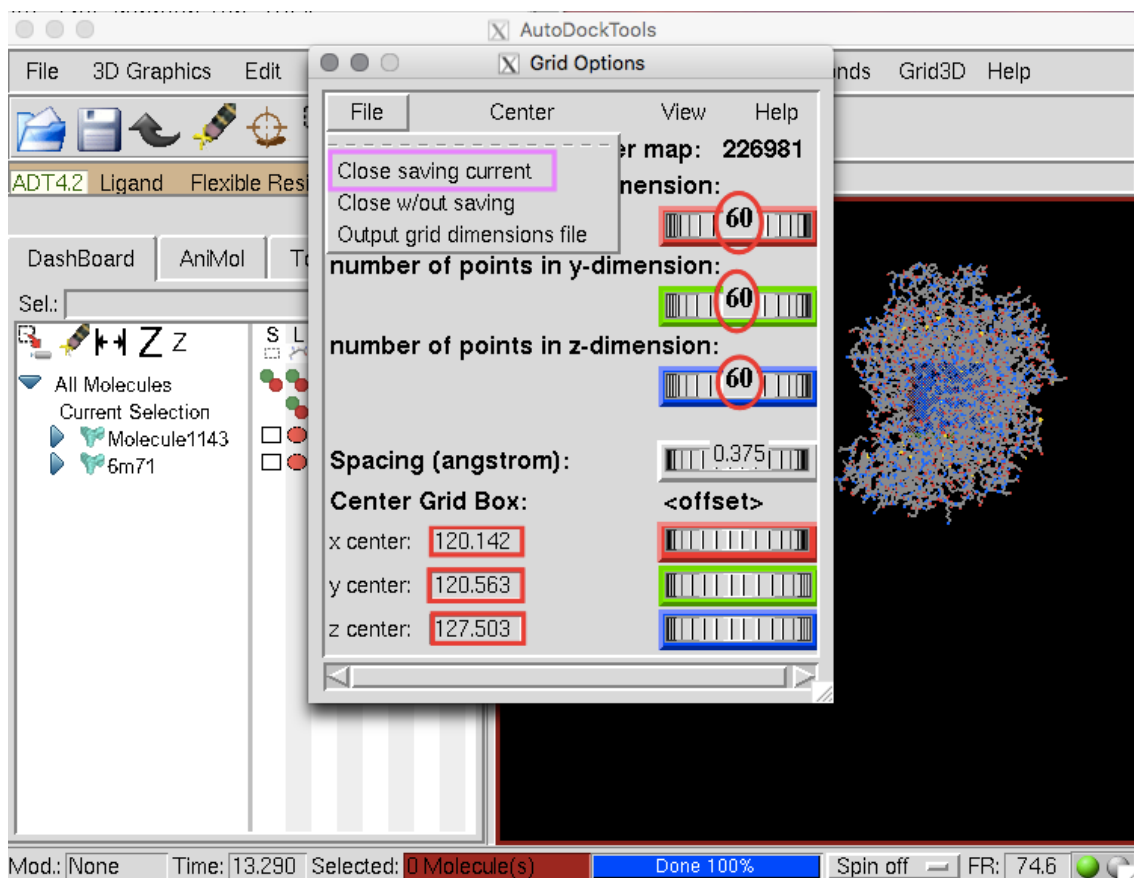 AutoDockTools
File 3D Graphics Edit
Grid3D Help
Grid Options
File Center View Help
Close saving current
Close w/out saving
Output grid dimensions file
map: 226981
60
number of points in y-dimension:
60
number of points in z-dimension:
60
Spacing (angstrom): 0.375
Center Grid Box: <offset>
x center: 120.142
y center: 120.563
z center: 127.503
ADT4.2 Ligand Flexible
DashBoard AniMol
Sel.:
Z Z S L
All Molecules
Current Selection
Molecule1143
6m71
Mod.: None Time: 13.290 Selected: 0 Molecule(s) Done 100% Spin off FR: 74.6